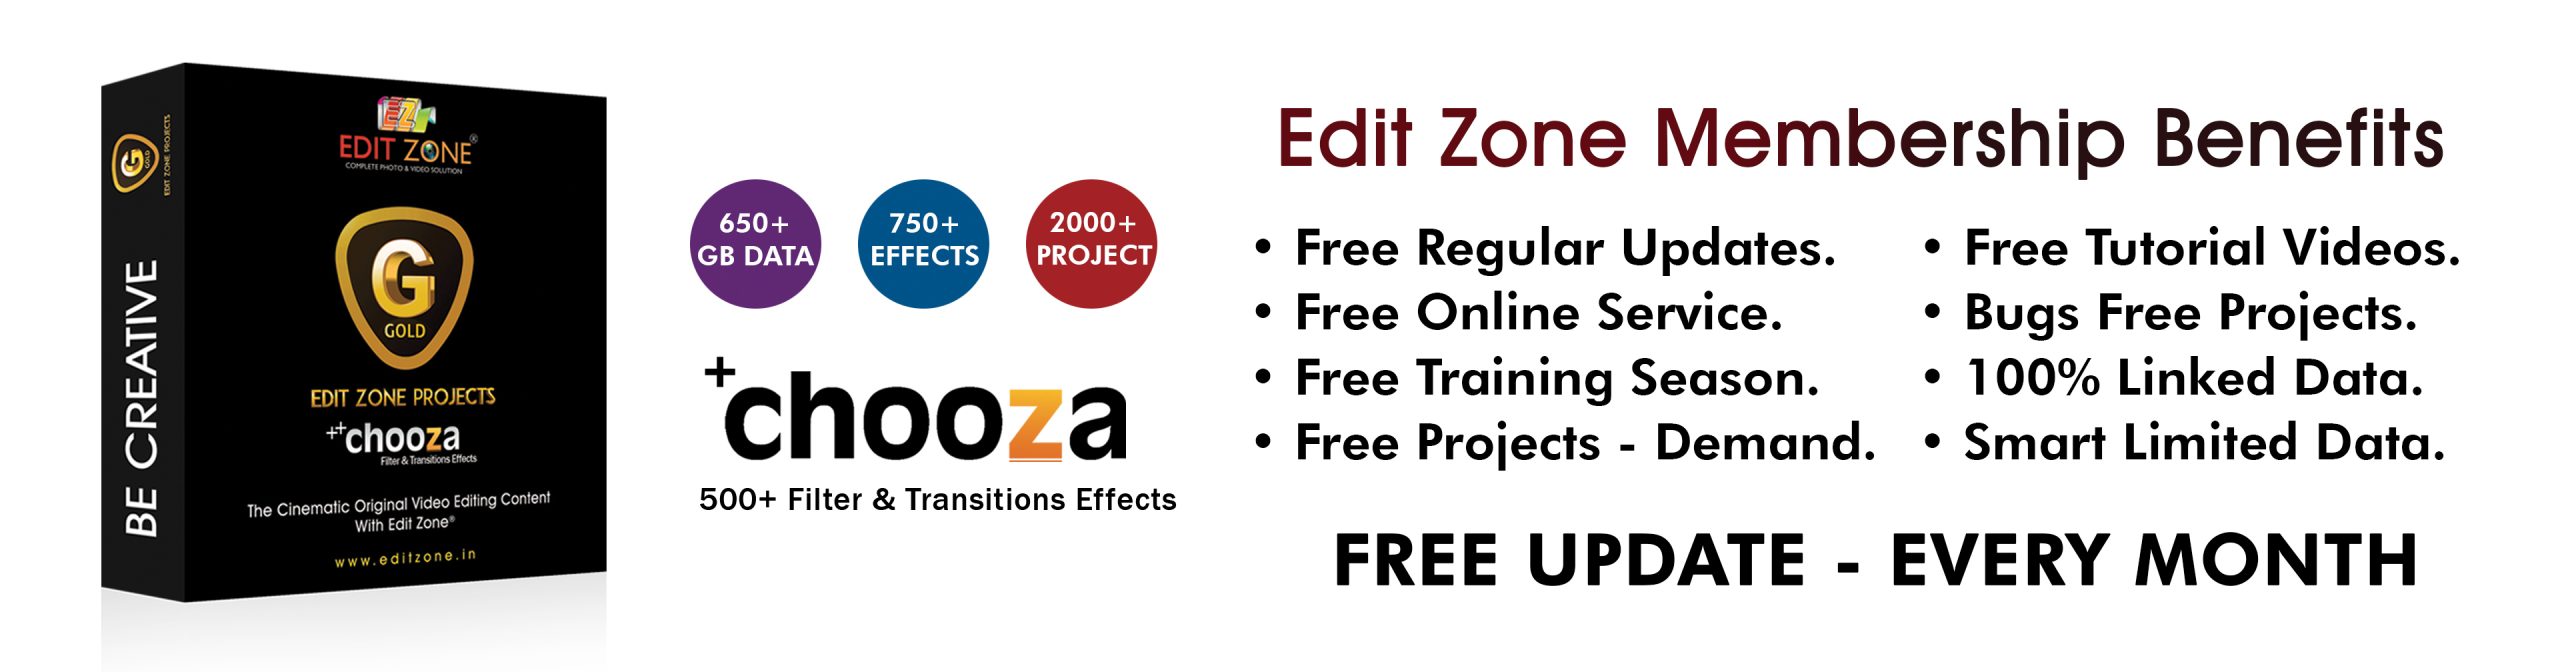 G GOLD
EDIT ZONE PROJECTS
BE CREATIVE
EZ
EDIT ZONE®
COMPLETE PHOTO & VIDEO SOLUTION
G
GOLD
EDIT ZONE PROJECTS
++chooza
Filter & Transitions Effects
The Cinematic Original Video Editing Content
With Edit Zone®
www.editzone.in
650+
GB DATA
750+
EFFECTS
2000+
PROJECT
+chooza
500+ Filter & Transitions Effects
Edit Zone Membership Benefits
• Free Regular Updates.
• Free Online Service.
• Free Training Season.
• Free Projects - Demand.
• Free Tutorial Videos.
• Bugs Free Projects.
• 100% Linked Data.
• Smart Limited Data.
FREE UPDATE - EVERY MONTH